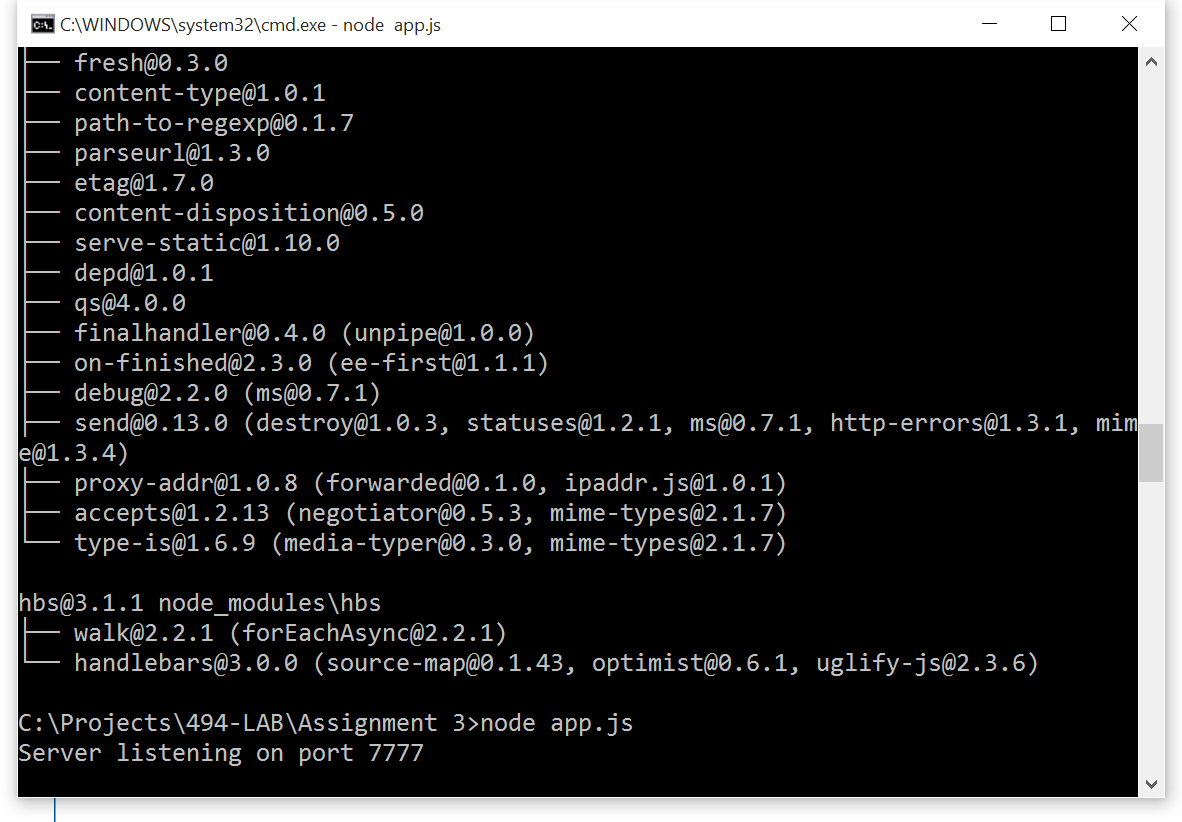 C:\WINDOWS\system32\cmd.exe - node  app.js
├── fresh@0.3.0
├── content-type@1.0.1
├── path-to-regexp@0.1.7
├── parseurl@1.3.0
├── etag@1.7.0
├── content-disposition@0.5.0
├── serve-static@1.10.0
├── depd@1.0.1
├── qs@4.0.0
├── finalhandler@0.4.0 (unpipe@1.0.0)
├── on-finished@2.3.0 (ee-first@1.1.1)
├── debug@2.2.0 (ms@0.7.1)
├── send@0.13.0 (destroy@1.0.3, statuses@1.2.1, ms@0.7.1, http-errors@1.3.1, mim
e@1.3.4)
├── proxy-addr@1.0.8 (forwarded@0.1.0, ipaddr.js@1.0.1)
├── accepts@1.2.13 (negotiator@0.5.3, mime-types@2.1.7)
└── type-is@1.6.9 (media-typer@0.3.0, mime-types@2.1.7)
hbs@3.1.1 node_modules\hbs
├── walk@2.2.1 (forEachAsync@2.2.1)
└── handlebars@3.0.0 (source-map@0.1.43, optimist@0.6.1, uglify-js@2.3.6)
C:\Projects\494-LAB\Assignment 3>node app.js
Server listening on port 7777